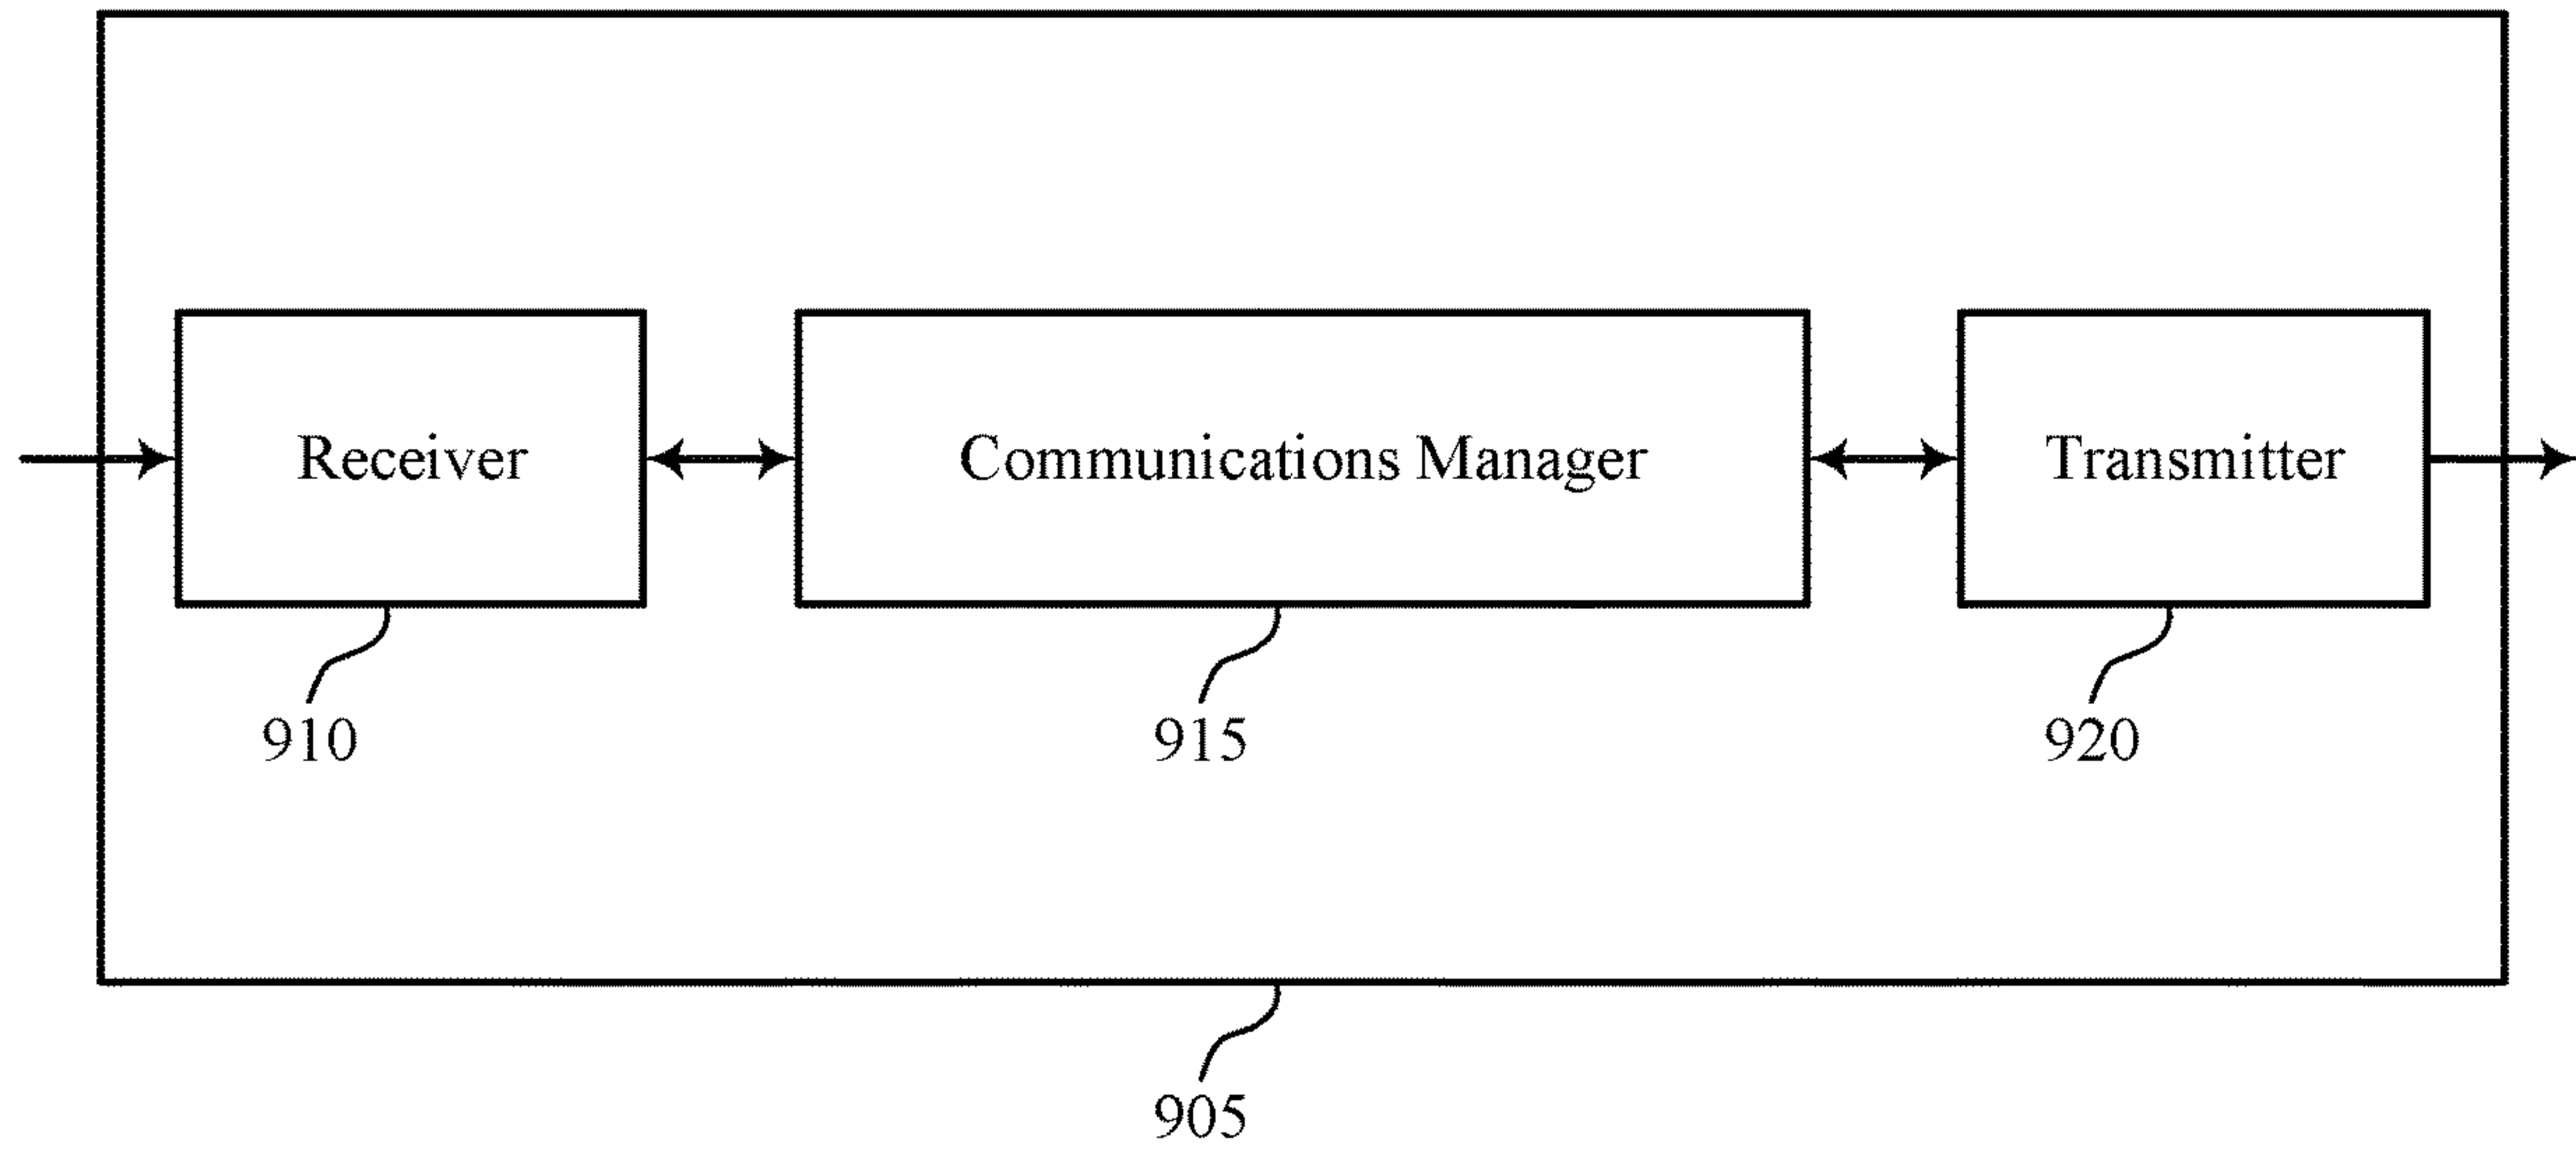 Receiver
Communications Manager
Transmitter
910
915
920
905